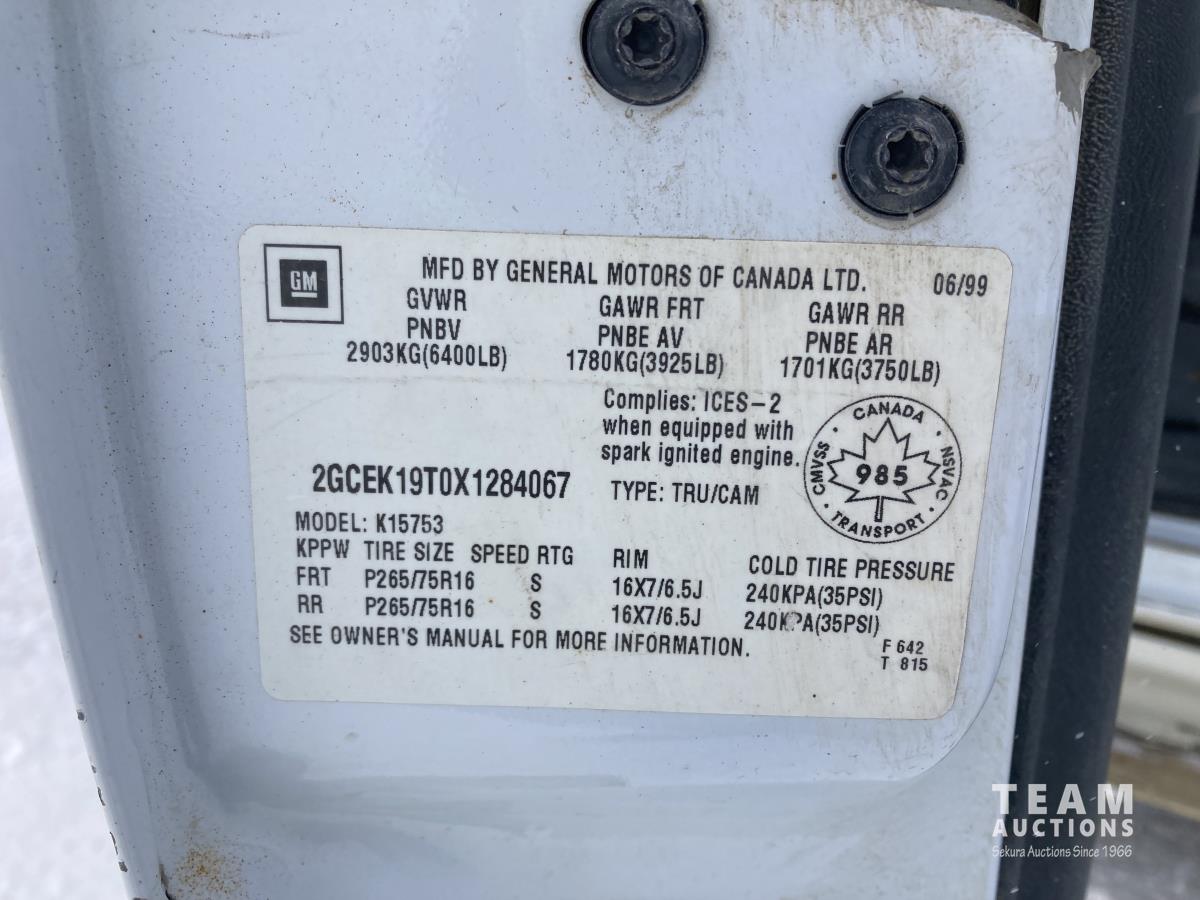 GM
MFD BY GENERAL MOTORS OF CANADA LTD. 06/99
GVWR GAWR FRT GAWR RR
PNBV PNBE AV PNBE AR
2903KG(6400LB) 1780KG(3925LB) 1701KG(3750LB)
Complies: ICES-2
when equipped with
spark ignited engine.
CANADA
CMVSS 985 NSVAC
TRANSPORT
2GCEK19T0X1284067 TYPE: TRU/CAM
MODEL: K15753
KPPW TIRE SIZE SPEED RTG RIM COLD TIRE PRESSURE
FRT P265/75R16 S 16X7/6.5J 240KPA(35PSI)
RR P265/75R16 S 16X7/6.5J 240KPA(35PSI)
SEE OWNER'S MANUAL FOR MORE INFORMATION.
F 642
T 815
TEAM
AUCTIONS
Sekura Auctions Since 1966